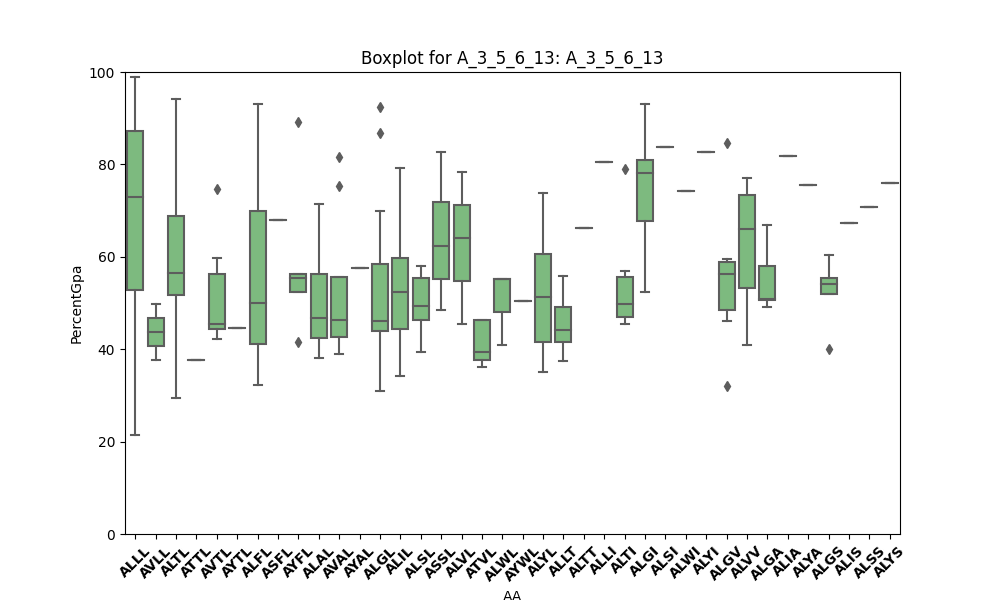 Boxplot for A_3_5_6_13: A_3_5_6_13
100
80
60
40
20
0
PercentGpa
ALLL AVLL ALTL ATTL AVTL AYTL ALFL ASFL AYFL ALAL AVAL AYAL ALGL ALIL ALSL ASSL ALVL ATVL ALWL AYWL ALYL ALLT ALTT ALLI ALTI ALGI ALSI ALWI ALYI ALGV ALVV ALGA ALIA ALYA ALGS ALIS ALSS ALYS
AA